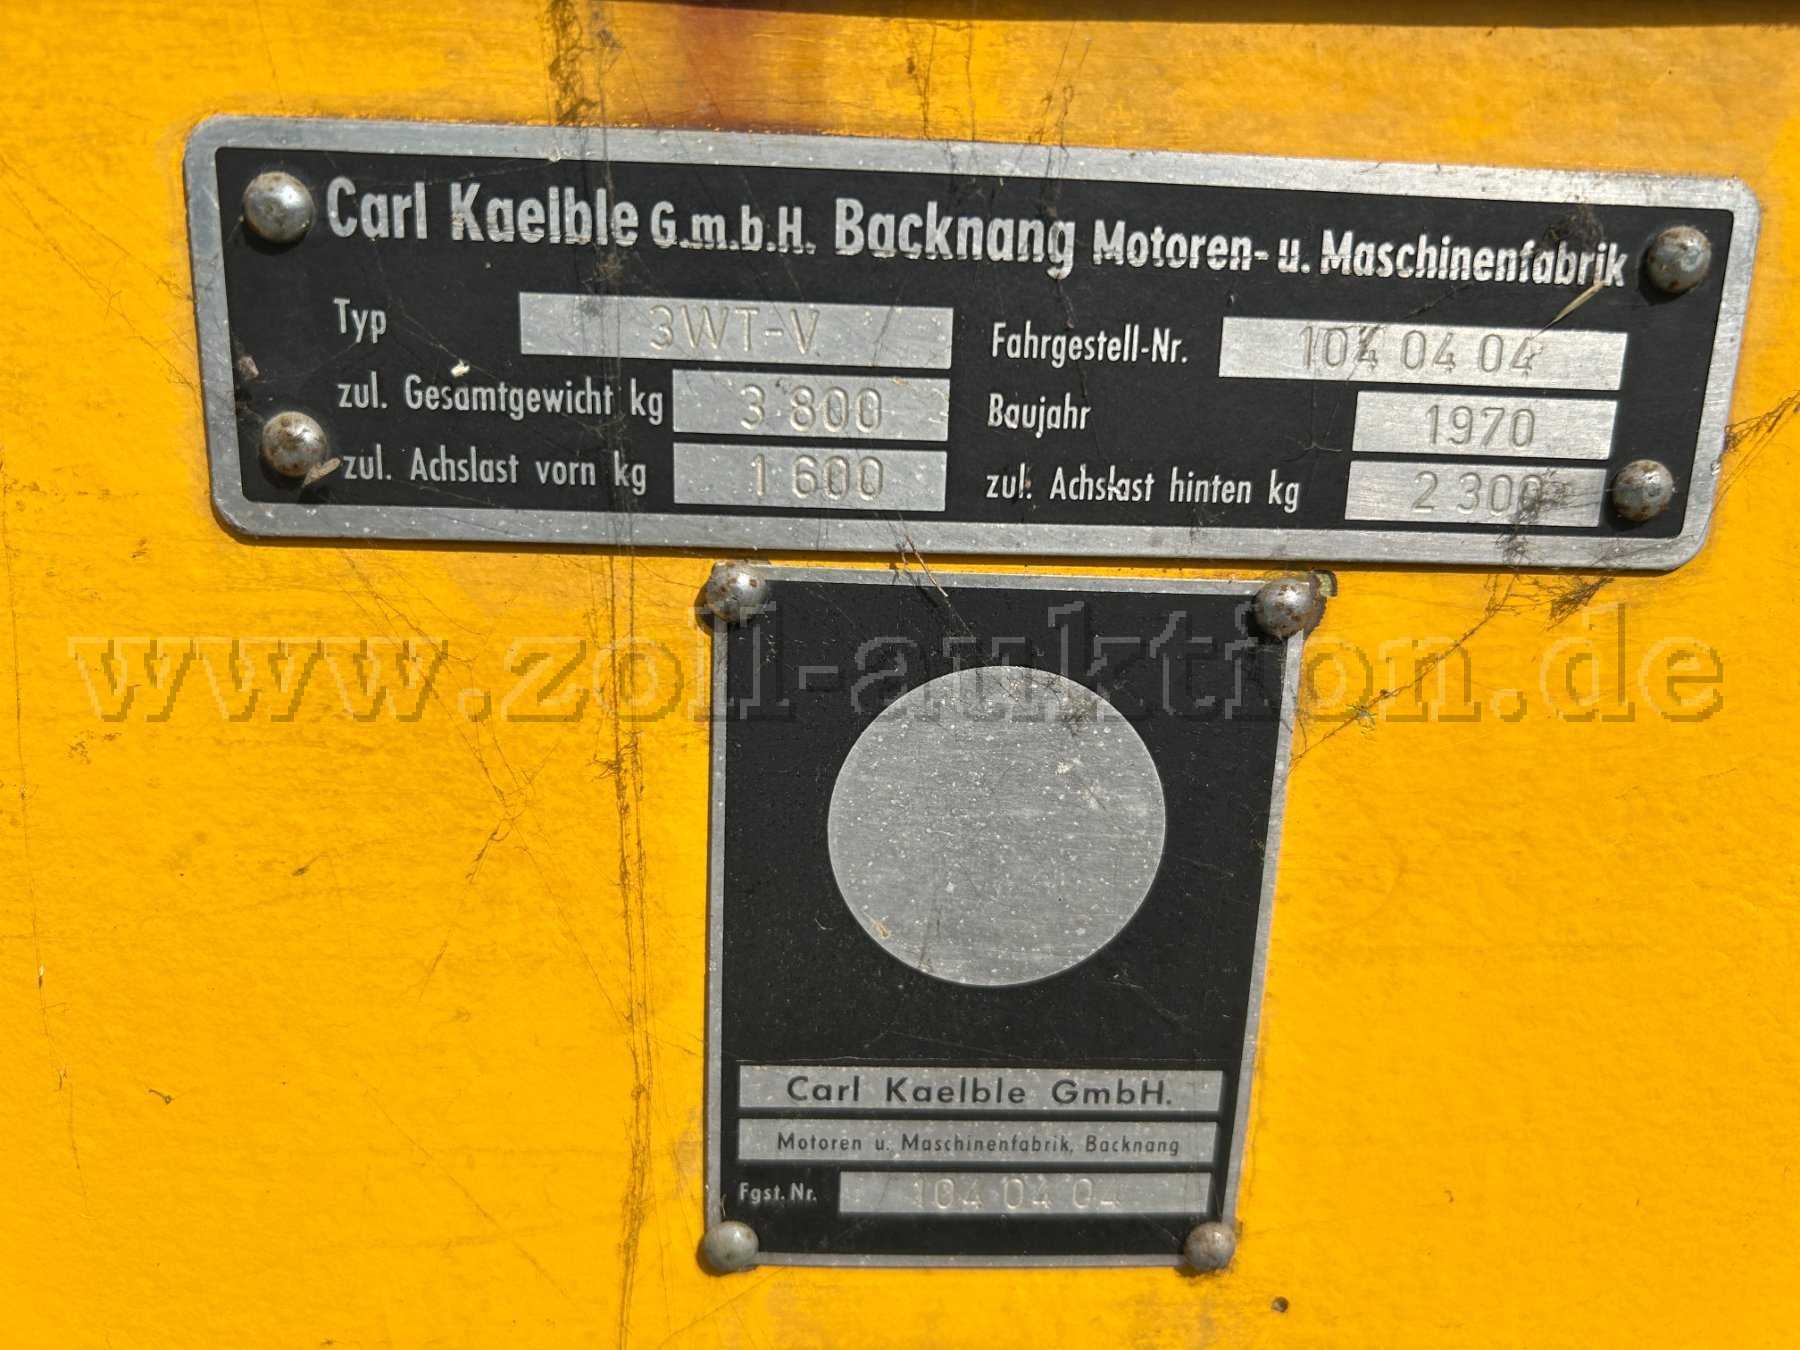 Carl Kaelble G.m.b.H. Backnang Motoren- u. Maschinenfabrik
Typ 3WT-V Fahrgestell-Nr. 104 04 04
zul. Gesamtgewicht kg 3 800 Baujahr 1970
zul. Achslast vorn kg 1 600 zul. Achslast hinten kg 2 300
www.zoll-auktion.de
Carl Kaelble GmbH.
Motoren u. Maschinenfabrik, Backnang
Fgst. Nr. 104 04 04